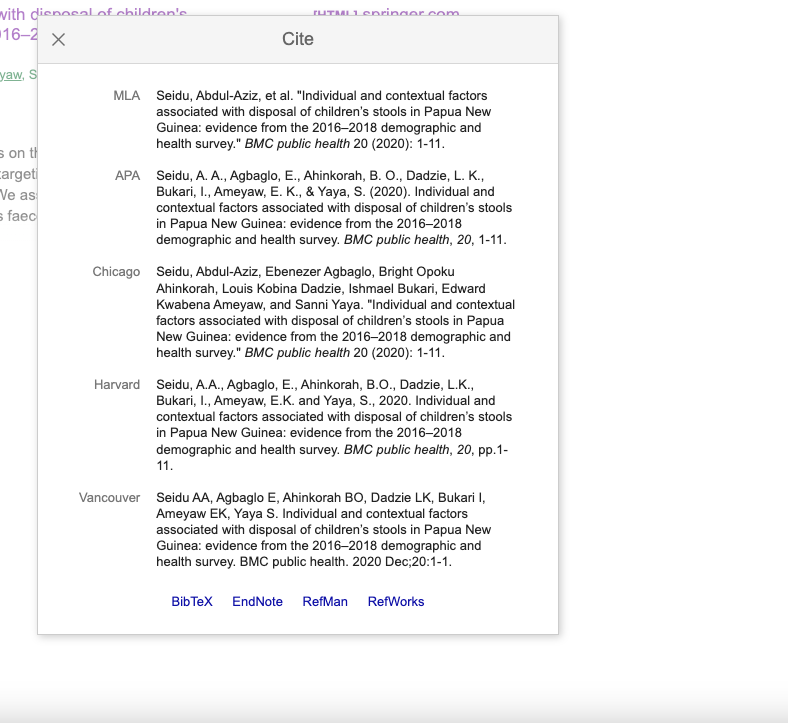 with disposal of children's
[HTML] springer.com
016–2
Cite
yaw, S
MLA Seidu, Abdul-Aziz, et al. "Individual and contextual factors
associated with disposal of children's stools in Papua New
Guinea: evidence from the 2016–2018 demographic and
health survey." BMC public health 20 (2020): 1-11.
s on th
APA Seidu, A. A., Agbaglo, E., Ahinkorah, B. O., Dadzie, L. K.,
targeti
Bukari, I., Ameyaw, E. K., & Yaya, S. (2020). Individual and
We as
contextual factors associated with disposal of children's stools
s faec
in Papua New Guinea: evidence from the 2016–2018
demographic and health survey. BMC public health, 20, 1-11.
Chicago Seidu, Abdul-Aziz, Ebenezer Agbaglo, Bright Opoku
Ahinkorah, Louis Kobina Dadzie, Ishmael Bukari, Edward
Kwabena Ameyaw, and Sanni Yaya. "Individual and contextual
factors associated with disposal of children's stools in Papua
New Guinea: evidence from the 2016–2018 demographic and
health survey." BMC public health 20 (2020): 1-11.
Harvard Seidu, A.A., Agbaglo, E., Ahinkorah, B.O., Dadzie, L.K.,
Bukari, I., Ameyaw, E.K. and Yaya, S., 2020. Individual and
contextual factors associated with disposal of children's stools
in Papua New Guinea: evidence from the 2016–2018
demographic and health survey. BMC public health, 20, pp.1-
11.
Vancouver Seidu AA, Agbaglo E, Ahinkorah BO, Dadzie LK, Bukari I,
Ameyaw EK, Yaya S. Individual and contextual factors
associated with disposal of children's stools in Papua New
Guinea: evidence from the 2016–2018 demographic and
health survey. BMC public health. 2020 Dec;20:1-1.
BibTeX EndNote RefMan RefWorks